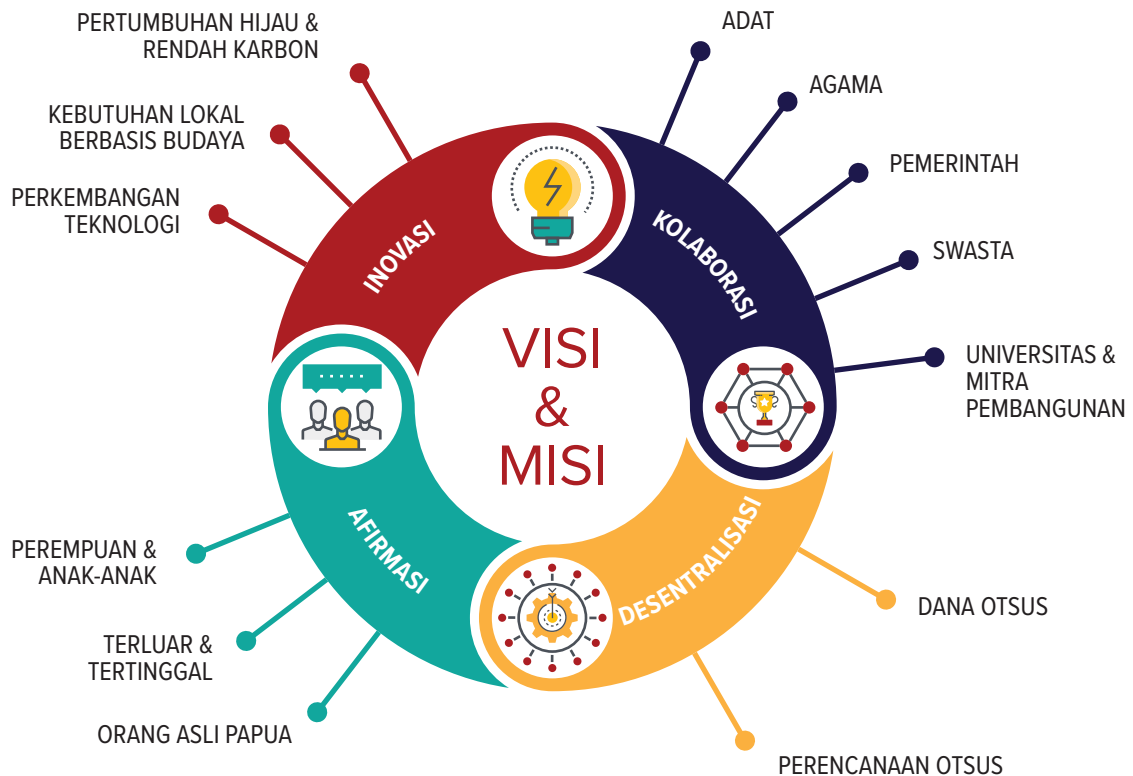 PERTUMBUHAN HIJAU &
RENDAH KARBON
KEBUTUHAN LOKAL
BERBASIS BUDAYA
PERKEMBANGAN
TEKNOLOGI
INOVASI
ADAT
AGAMA
PEMERINTAH
SWASTA
UNIVERSITAS &
MITRA
PEMBANGUNAN
KOLABORASI
VISI
&
MISI
AFIRMASI
PEREMPUAN &
ANAK-ANAK
TERLUAR &
TERTINGGAL
ORANG ASLI PAPUA
DESENTRALISASI
DANA OTSUS
PERENCANAAN OTSUS